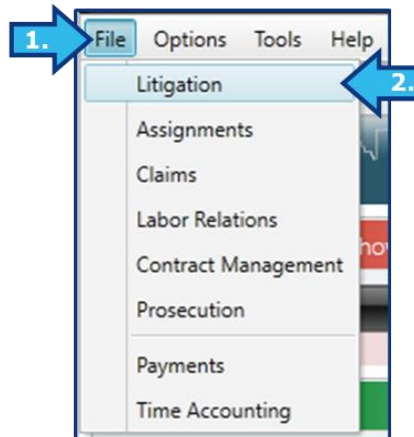 1.
File Options Tools Help
Litigation
2.
Assignments
Claims
Labor Relations
Contract Management
Prosecution
Payments
Time Accounting